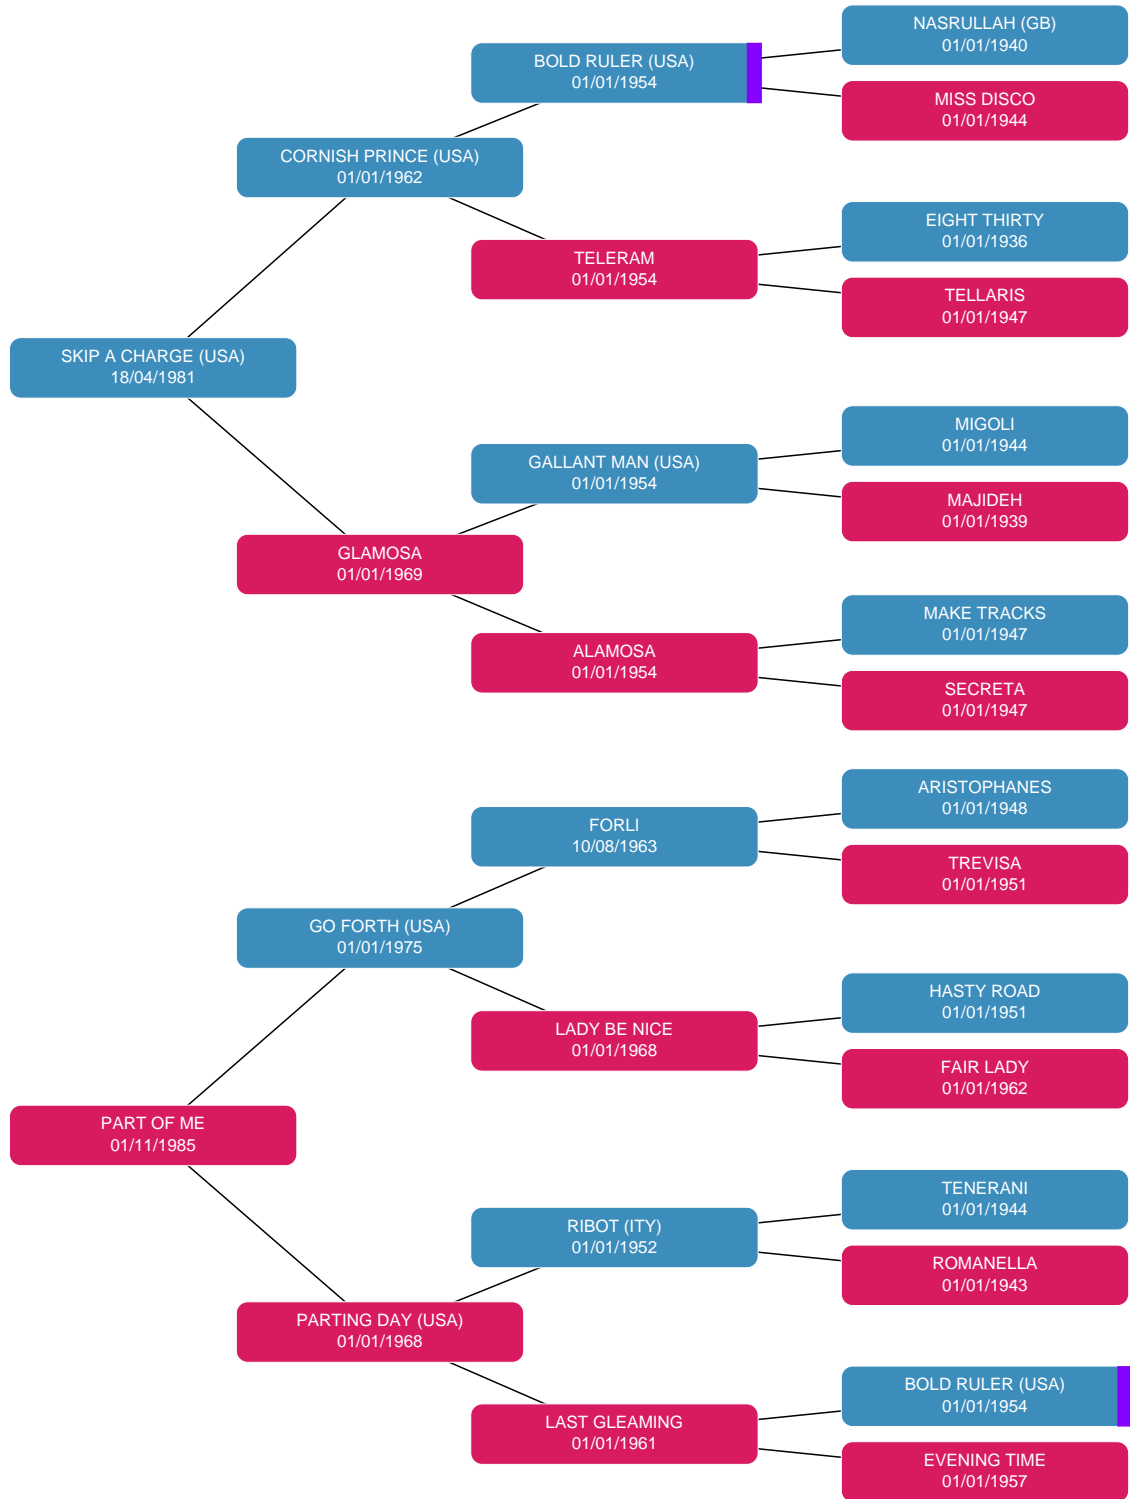 NASRULLAH (GB)
01/01/1940
BOLD RULER (USA)
01/01/1954
MISS DISCO
01/01/1944
CORNISH PRINCE (USA)
01/01/1962
EIGHT THIRTY
01/01/1936
TELERAM
01/01/1954
TELLARIS
01/01/1947
SKIP A CHARGE (USA)
18/04/1981
MIGOLI
01/01/1944
GALLANT MAN (USA)
01/01/1954
MAJIDEH
01/01/1939
GLAMOSA
01/01/1969
MAKE TRACKS
01/01/1947
ALAMOSA
01/01/1954
SECRETA
01/01/1947
ARISTOPHANES
01/01/1948
FORLI
10/08/1963
TREVISA
01/01/1951
GO FORTH (USA)
01/01/1975
HASTY ROAD
01/01/1951
LADY BE NICE
01/01/1968
FAIR LADY
01/01/1962
PART OF ME
01/11/1985
TENERANI
01/01/1944
RIBOT (ITY)
01/01/1952
ROMANELLA
01/01/1943
PARTING DAY (USA)
01/01/1968
BOLD RULER (USA)
01/01/1954
LAST GLEAMING
01/01/1961
EVENING TIME
01/01/1957